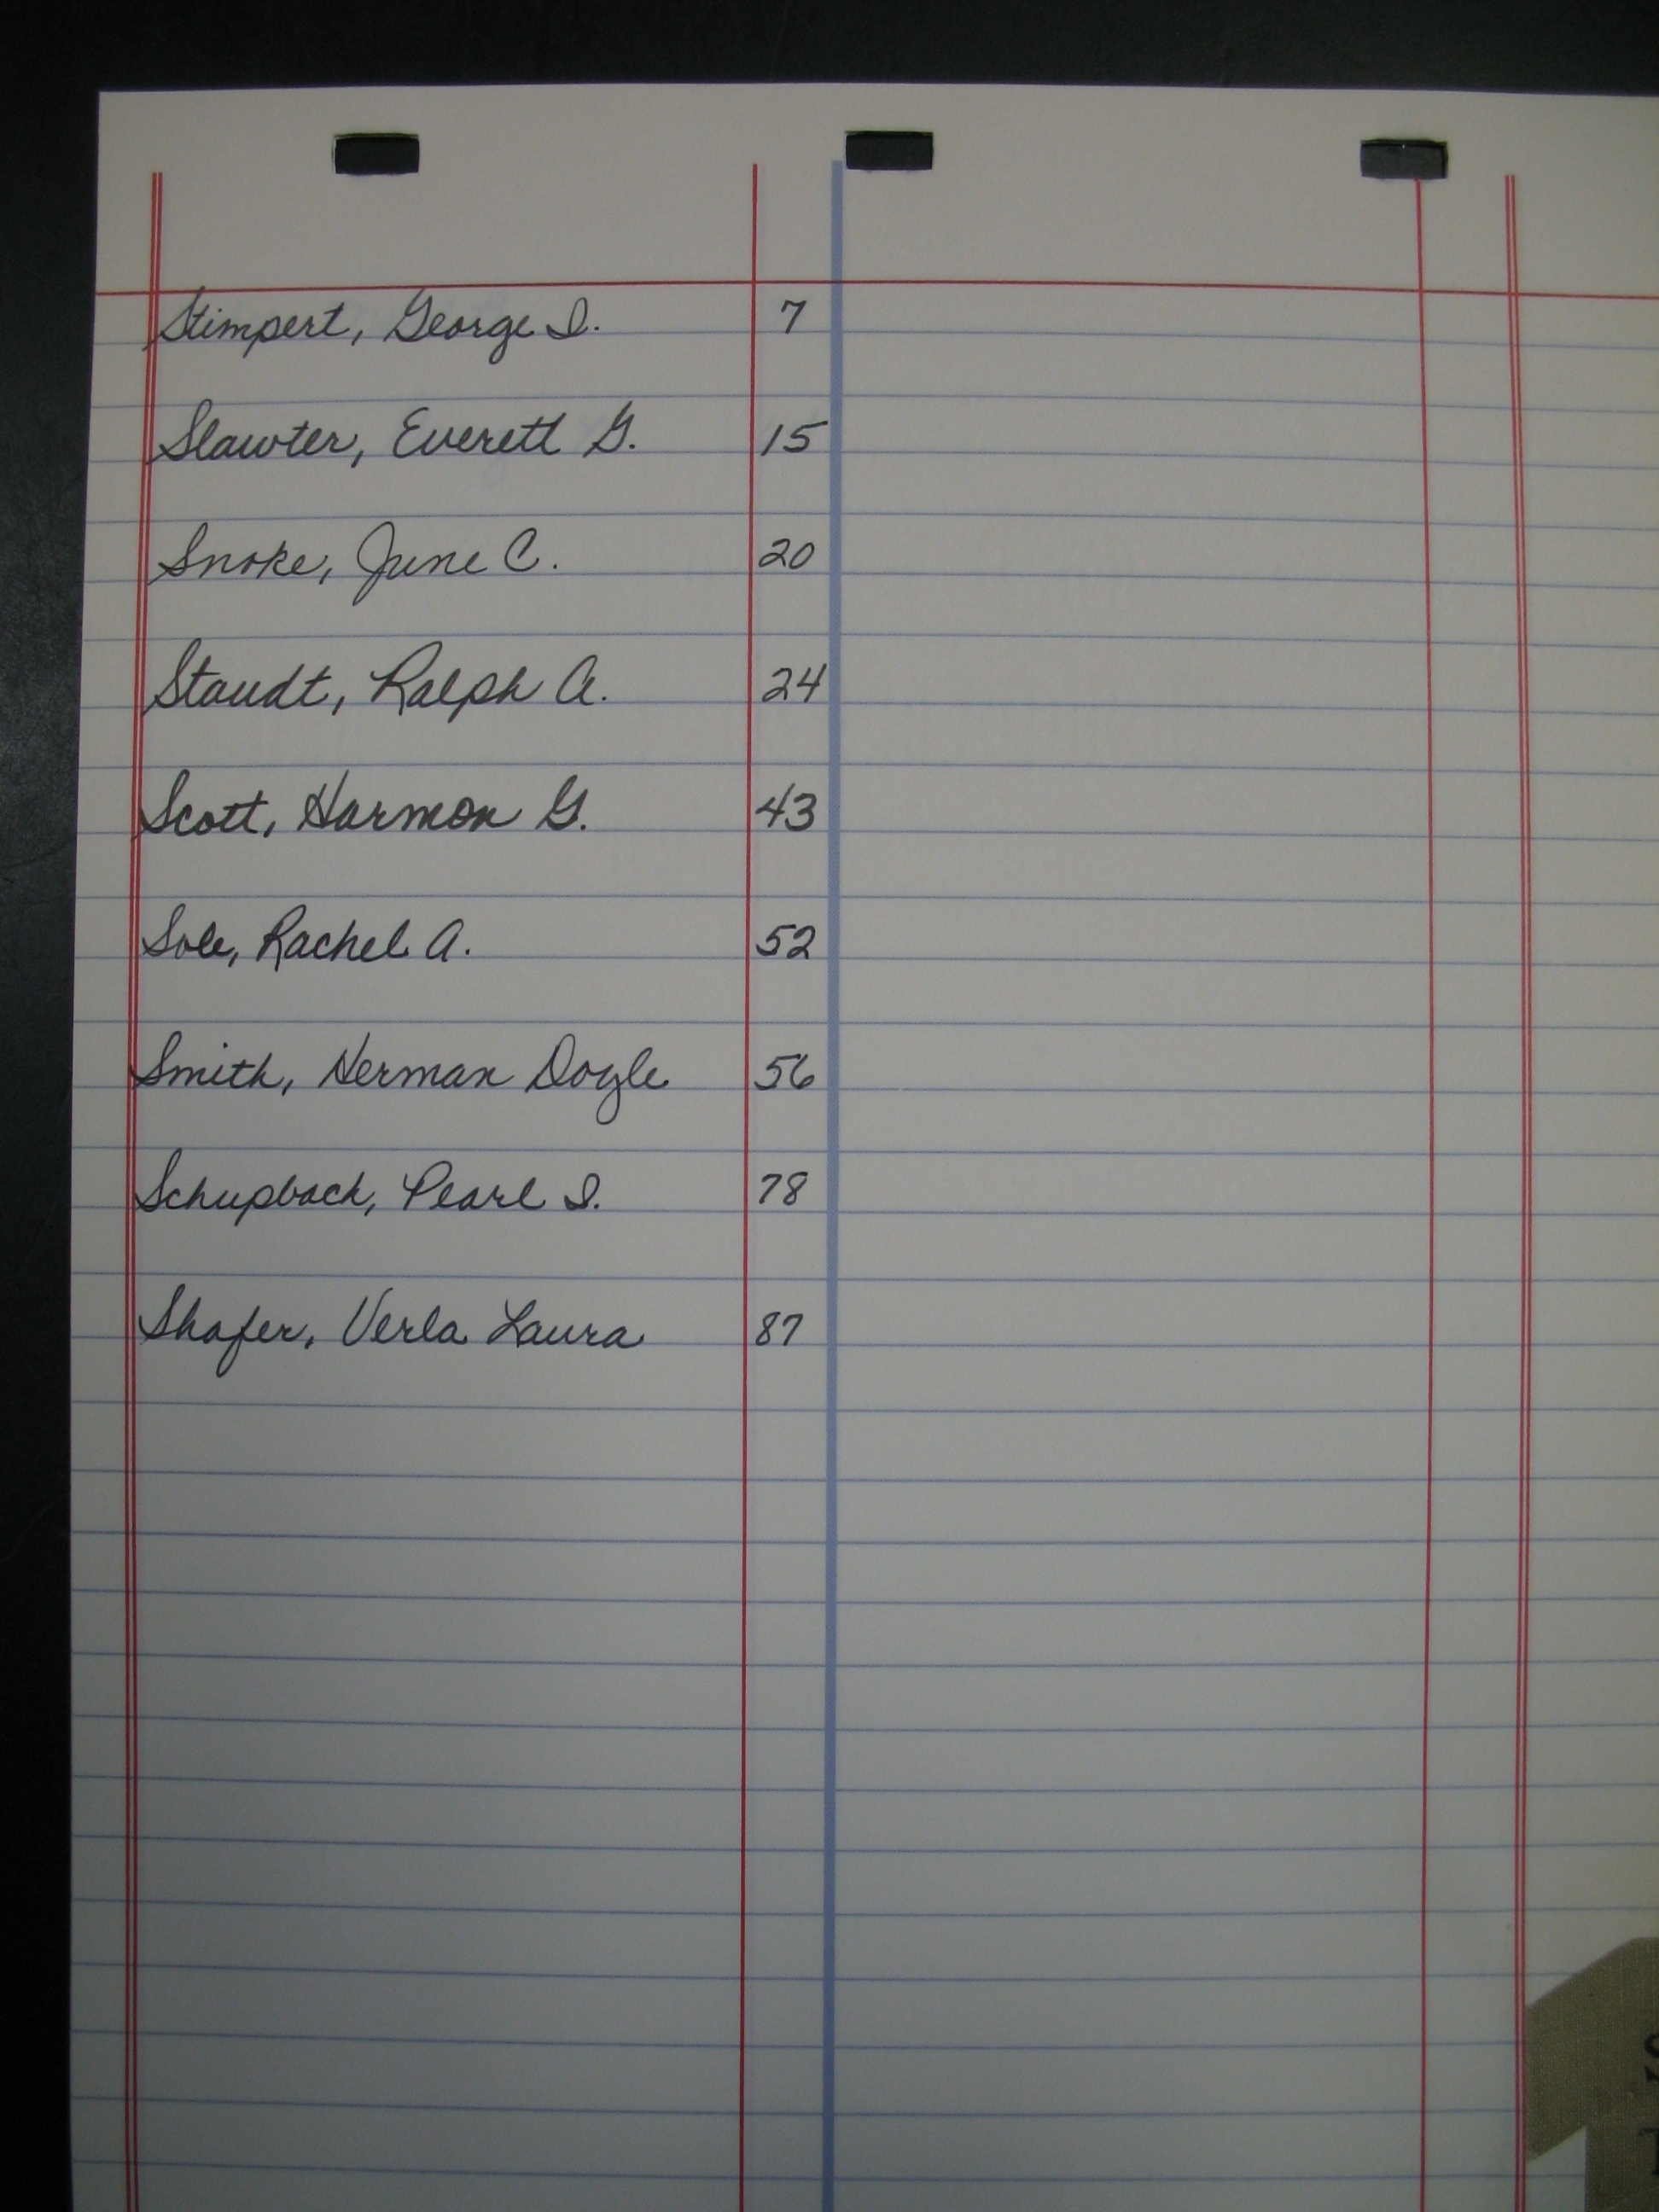 Stimpert, George I. 7
Slawter, Everett G. 15
Snoke, June C. 20
Staudt, Ralph A. 24
Scott, Harmon G. 43
Sole, Rachel A. 52
Smith, Herman Doyle 56
Schupbach, Pearl I. 78
Shafer, Verla Laura 87